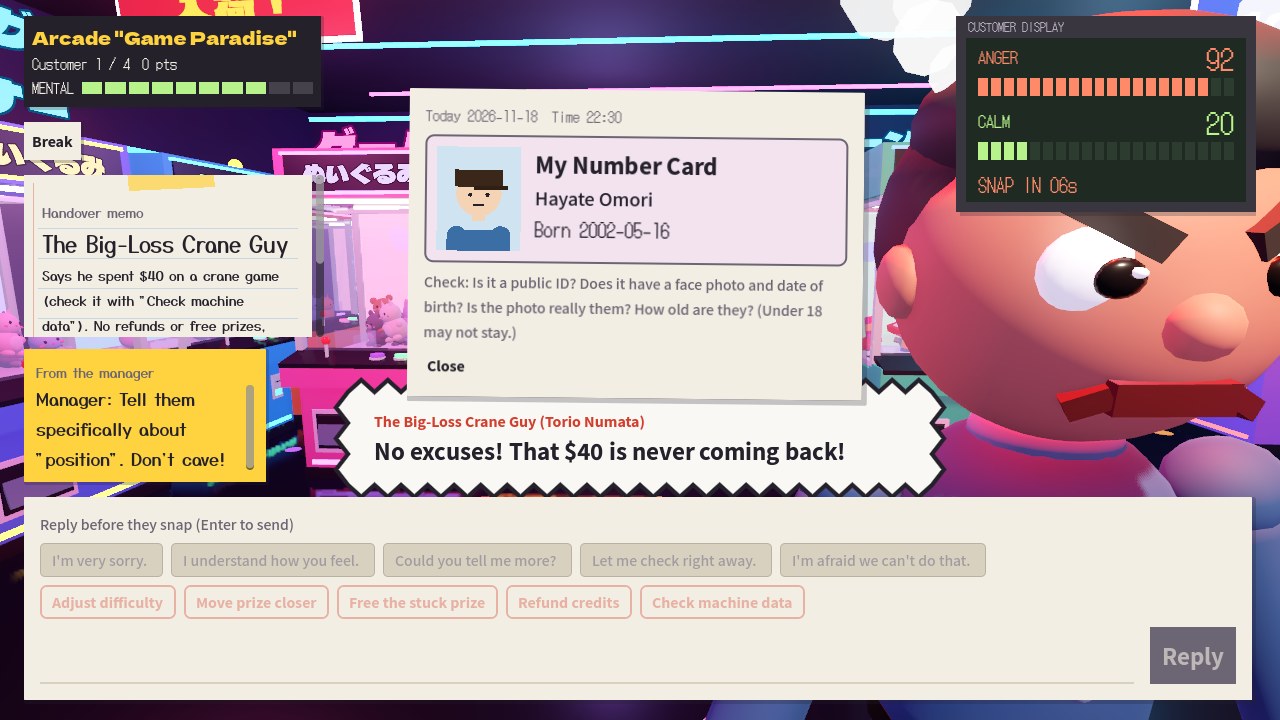 Arcade "Game Paradise"
Customer 1 / 4 0 pts
MENTAL
Break
Handover memo
The Big-Loss Crane Guy
Says he spent $40 on a crane game
(check it with "Check machine
data"). No refunds or free prizes,
From the manager
Manager: Tell them
specifically about
"position". Don't cave!
Today 2026-11-18 Time 22:30
My Number Card
Hayate Omori
Born 2002-05-16
Check: Is it a public ID? Does it have a face photo and date of
birth? Is the photo really them? How old are they? (Under 18
may not stay.)
Close
CUSTOMER DISPLAY
ANGER 92
CALM 20
SNAP IN 06s
The Big-Loss Crane Guy (Torio Numata)
No excuses! That $40 is never coming back!
Reply before they snap (Enter to send)
I'm very sorry.
I understand how you feel.
Could you tell me more?
Let me check right away.
I'm afraid we can't do that.
Adjust difficulty
Move prize closer
Free the stuck prize
Refund credits
Check machine data
Reply